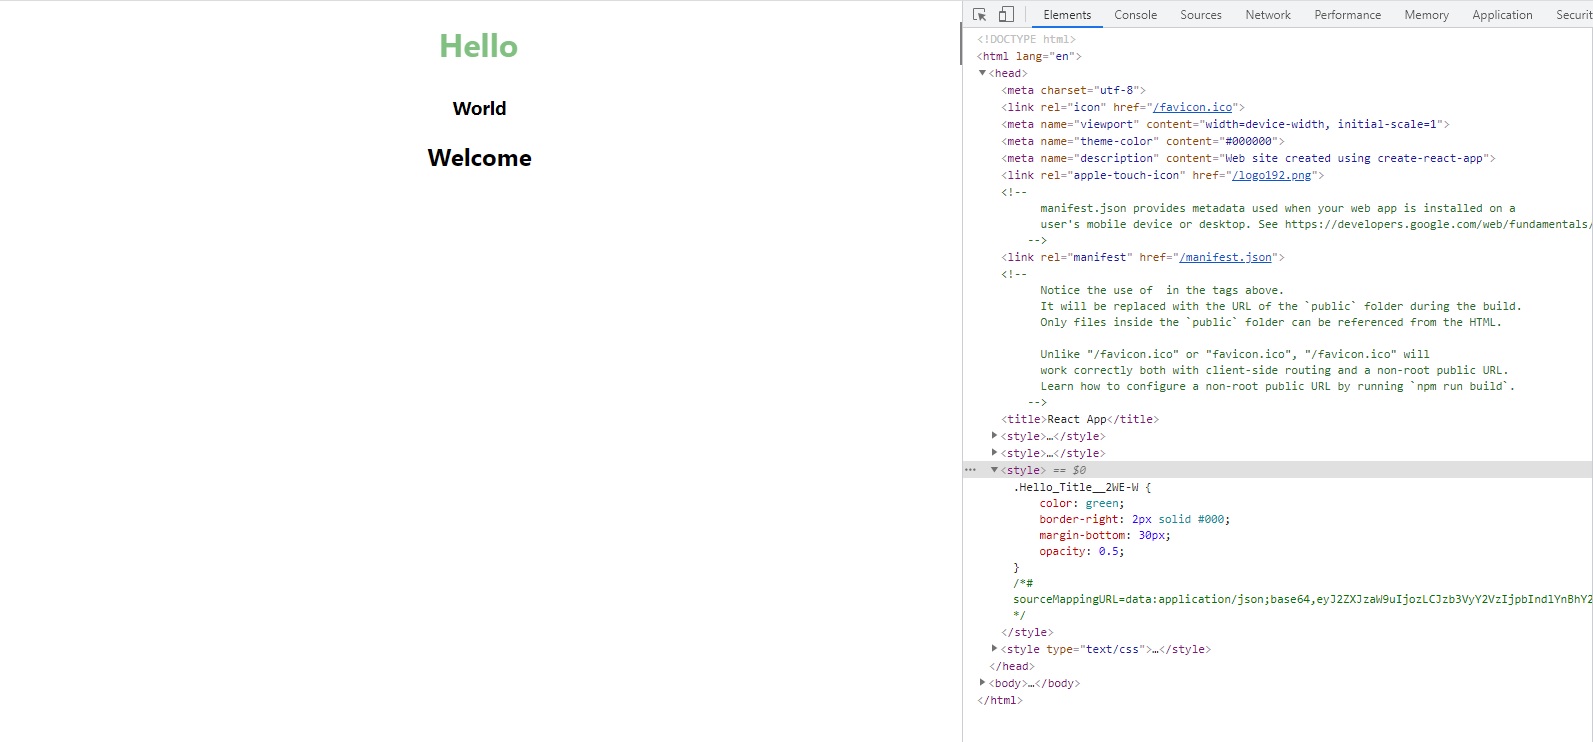 Hello
World
Welcome
Elements Console Sources Network Performance Memory Application Securit
<!DOCTYPE html>
<html lang="en">
<head>
<meta charset="utf-8">
<link rel="icon" href="/favicon.ico">
<meta name="viewport" content="width=device-width, initial-scale=1">
<meta name="theme-color" content="#000000">
<meta name="description" content="Web site created using create-react-app">
<link rel="apple-touch-icon" href="/logo192.png">
<!--
manifest.json provides metadata used when your web app is installed on a
user's mobile device or desktop. See https://developers.google.com/web/fundamentals/
-->
<link rel="manifest" href="/manifest.json">
<!--
Notice the use of  in the tags above.
It will be replaced with the URL of the `public` folder during the build.
Only files inside the `public` folder can be referenced from the HTML.
Unlike "/favicon.ico" or "favicon.ico", "/favicon.ico" will
work correctly both with client-side routing and a non-root public URL.
Learn how to configure a non-root public URL by running `npm run build`.
-->
<title>React App</title>
<style>…</style>
<style>…</style>
<style> == $0
.Hello_Title__2WE-W {
color: green;
border-right: 2px solid #000;
margin-bottom: 30px;
opacity: 0.5;
}
/*#
sourceMappingURL=data:application/json;base64,eyJ2ZXJzaW9uIjozLCJzb3VyY2VzIjpbIndlYnBhY2
*/
</style>
<style type="text/css">…</style>
</head>
<body>…</body>
</html>